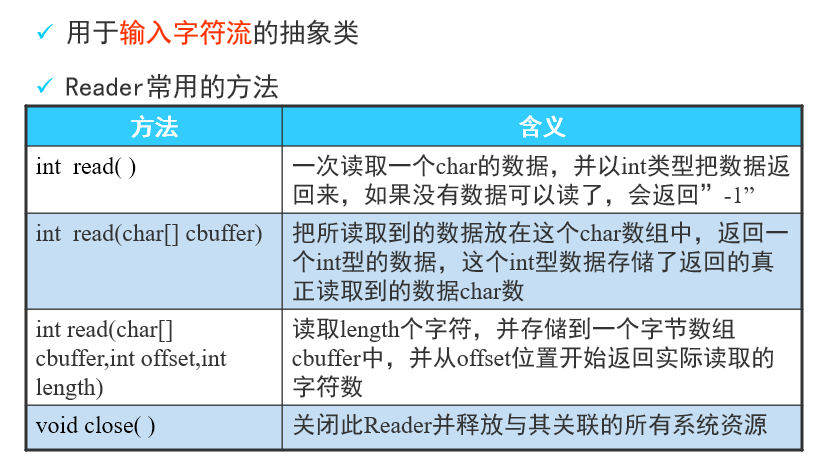 ✓ 用于输入字符流的抽象类
✓ Reader常用的方法
方法 含义
int read( )
一次读取一个char的数据，并以int类型把数据返
回来，如果没有数据可以读了，会返回”-1”
int read(char[] cbuffer)
把所读取到的数据放在这个char数组中，返回一
个int型的数据，这个int型数据存储了返回的真
正读取到的数据char数
int read(char[]
cbuffer,int offset,int
length)
读取length个字符，并存储到一个字节数组
cbuffer中，并从offset位置开始返回实际读取的
字符数
void close( )
关闭此Reader并释放与其关联的所有系统资源